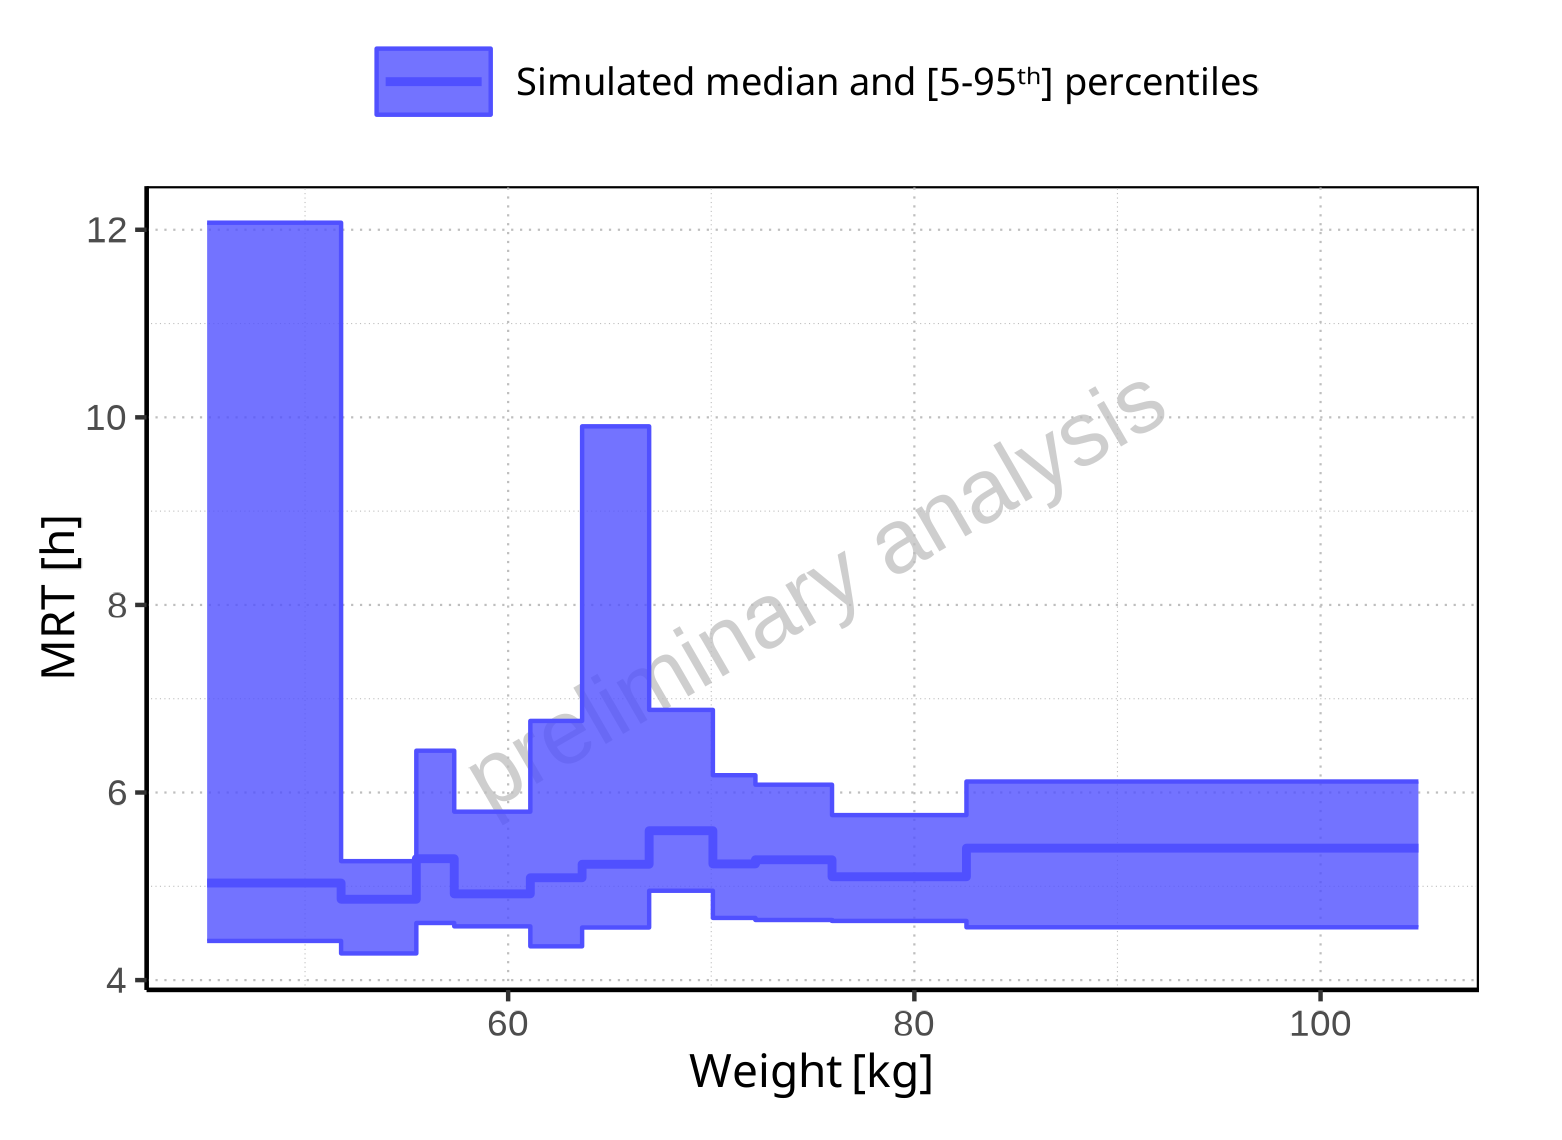 Simulated median and [5-95ᵗʰ] percentiles
12
10
8
6
4
MRT [h]
preliminary analysis
60 80 100
Weight [kg]